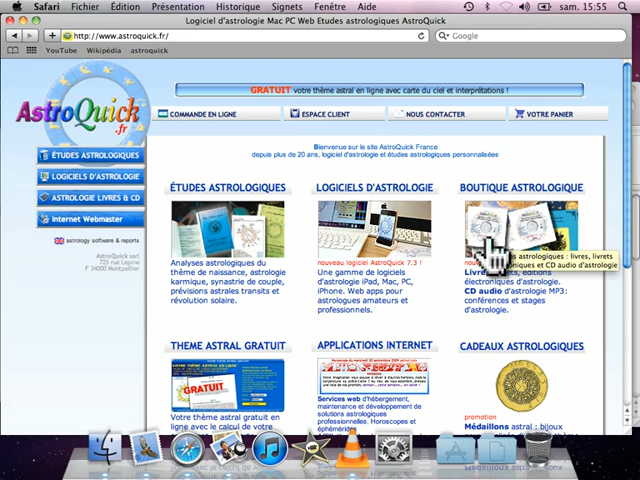 Safari Fichier Édition Présentation Historique Signets Fenêtre Aide sam. 15:55
Logiciel d'astrologie Mac PC Web Etudes astrologiques AstroQuick
http://www.astroquick.fr/
Google
YouTube Wikipédia astroquick
GRATUIT votre thème astral en ligne avec carte du ciel et interprétations !
AstroQuick
.fr
COMMANDE EN LIGNE ESPACE CLIENT NOUS CONTACTER VOTRE PANIER
ÉTUDES ASTROLOGIQUES
LOGICIELS D'ASTROLOGIE
ASTROLOGIE LIVRES & CD
Internet Webmaster
astrology software & reports
AstroQuick sarl
735 rue Lepine
F 34000 Montpellier
Bienvenue sur le site AstroQuick France
depuis plus de 20 ans, logiciel d'astrologie et études astrologiques personnalisées
ÉTUDES ASTROLOGIQUES
Analyses astrologiques du
thème de naissance, astrologie
karmique, synastrie de couple,
prévisions astrales transits et
révolution solaire.
LOGICIELS D'ASTROLOGIE
nouveau logiciel AstroQuick 7.3 !
Une gamme de logiciels
d'astrologie iPad, Mac, PC,
iPhone. Web apps pour
astrologues amateurs et
professionnels.
BOUTIQUE ASTROLOGIQUE
astrologiques : livres, livrets
CD audio d'astrologie
éditions
électroniques d'astrologie.
CD audio d'astrologie MP3:
conférences et stages
d'astrologie.
THEME ASTRAL GRATUIT
GRATUIT
Votre thème astral gratuit en
ligne avec le calcul de votre
APPLICATIONS INTERNET
Services web d'hébergement,
maintenance et développement de
solutions astrologiques
professionnelles. Horoscopes et
éphémérides
CADEAUX ASTROLOGIQUES
promotion
Médaillons astral : bijoux